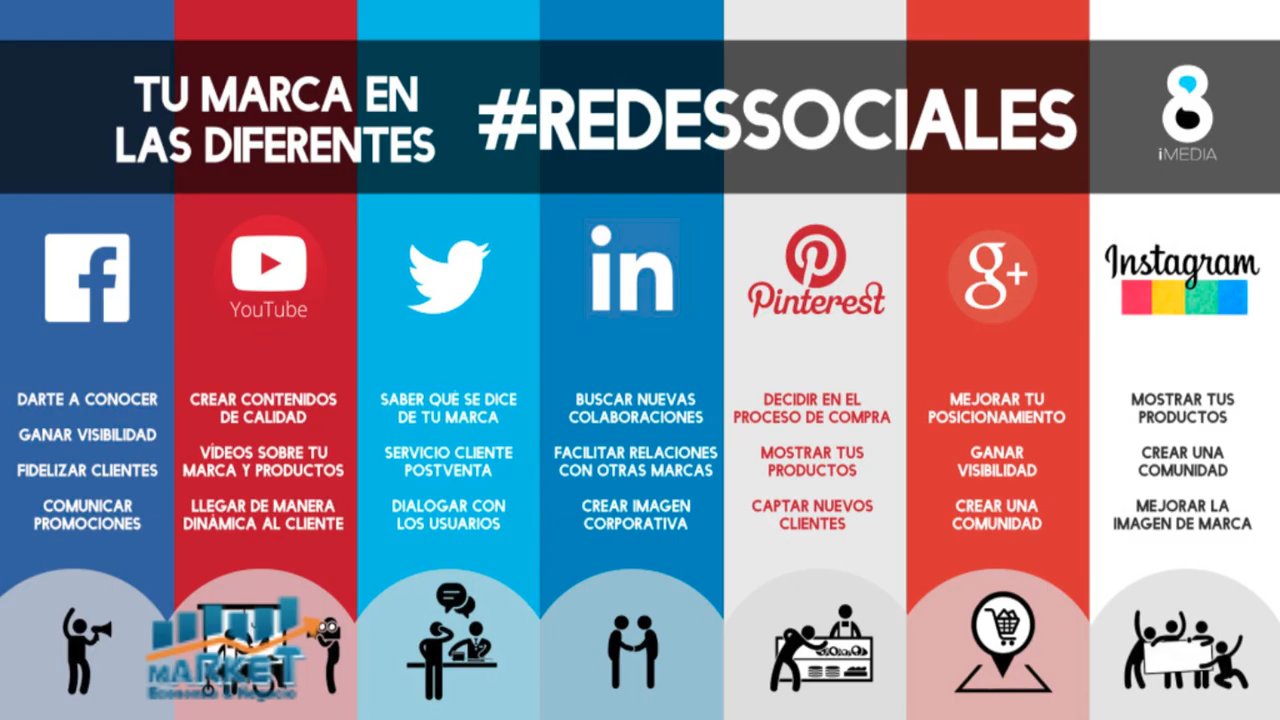 TU MARCA EN
LAS DIFERENTES
#REDESSOCIALES
8
iMEDIA
f
YouTube
in
Pinterest
g+
Instagram
DARTE A CONOCER
GANAR VISIBILIDAD
FIDELIZAR CLIENTES
COMUNICAR
PROMOCIONES
CREAR CONTENIDOS
DE CALIDAD
VÍDEOS SOBRE TU
MARCA Y PRODUCTOS
LLEGAR DE MANERA
DINÁMICA AL CLIENTE
SABER QUÉ SE DICE
DE TU MARCA
SERVICIO CLIENTE
POSTVENTA
DIALOGAR CON
LOS USUARIOS
BUSCAR NUEVAS
COLABORACIONES
FACILITAR RELACIONES
CON OTRAS MARCAS
CREAR IMAGEN
CORPORATIVA
DECIDIR EN EL
PROCESO DE COMPRA
MOSTRAR TUS
PRODUCTOS
CAPTAR NUEVOS
CLIENTES
MEJORAR TU
POSICIONAMIENTO
GANAR
VISIBILIDAD
CREAR UNA
COMUNIDAD
MOSTRAR TUS
PRODUCTOS
CREAR UNA
COMUNIDAD
MEJORAR LA
IMAGEN DE MARCA
MARKET
Economía & Negocio